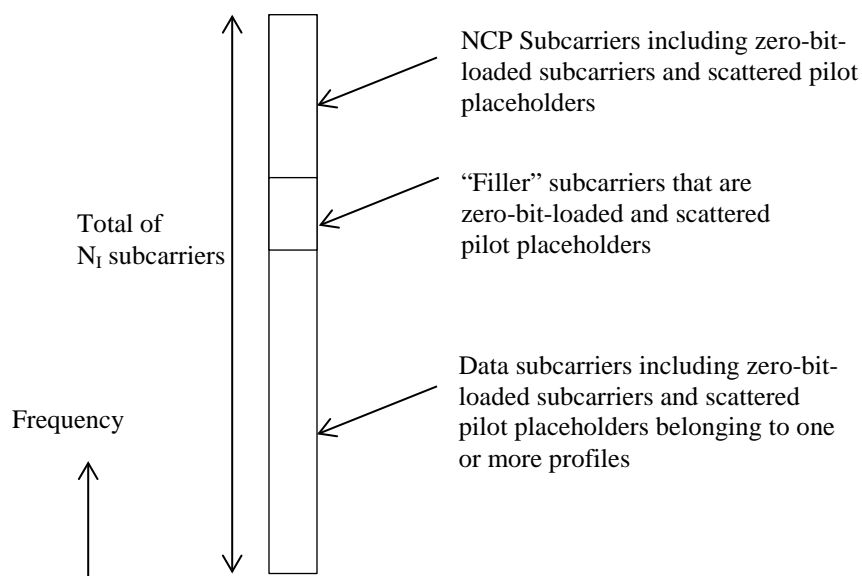 NCP Subcarriers including zero-bit-
loaded subcarriers and scattered pilot
placeholders
“Filler” subcarriers that are
zero-bit-loaded and scattered
pilot placeholders
Total of
N_I subcarriers
Data subcarriers including zero-bit-
loaded subcarriers and scattered
pilot placeholders belonging to one
or more profiles
Frequency